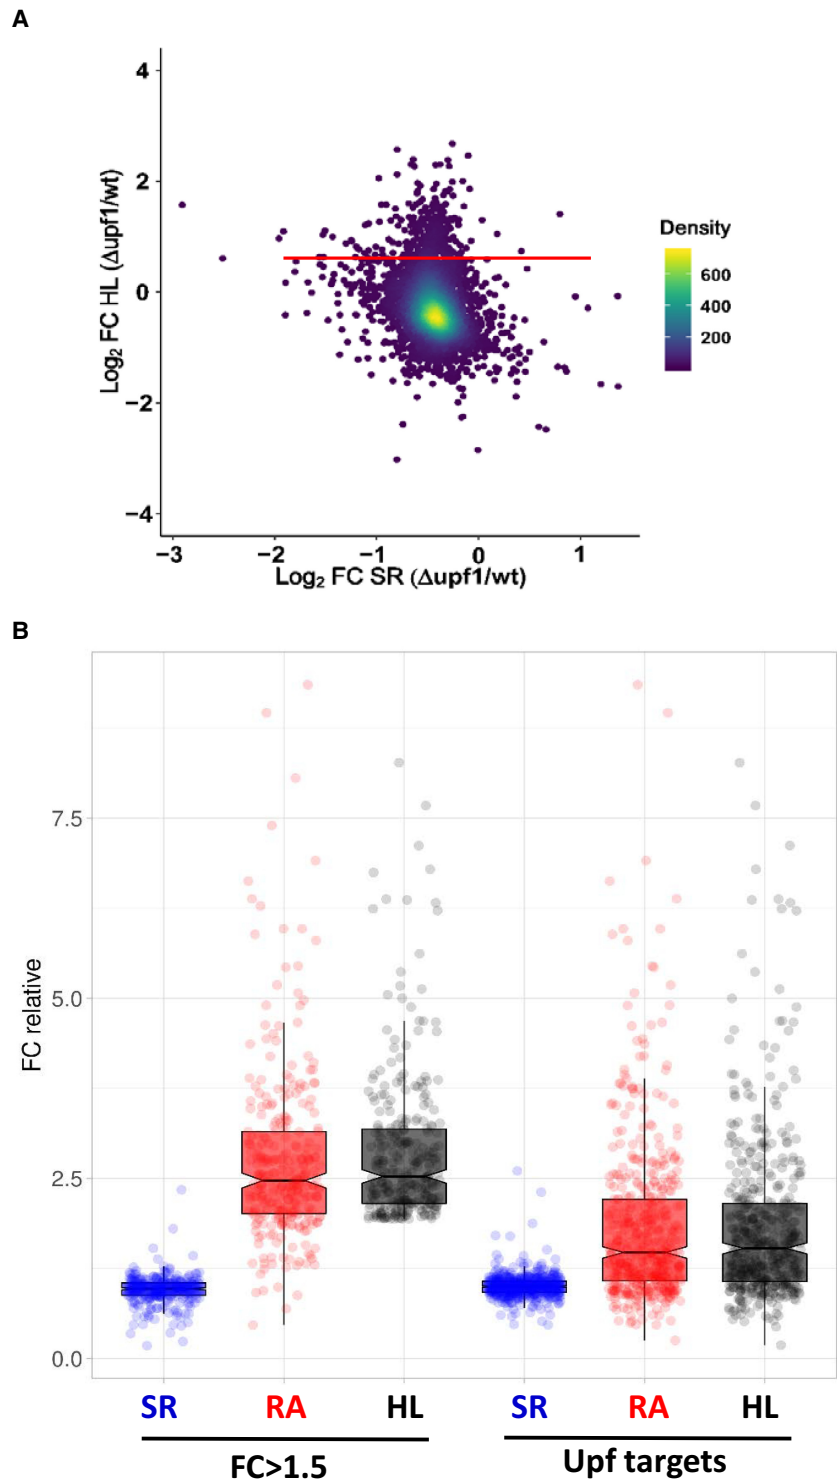 A
4
2
0
−2
−4
Log₂ FC HL (Δupf1/wt)
−3 −2 −1 0 1
Log₂ FC SR (Δupf1/wt)
Density
600
400
200
B
7.5
5.0
2.5
0.0
FC relative
SR RA HL SR RA HL
FC>1.5 Upf targets